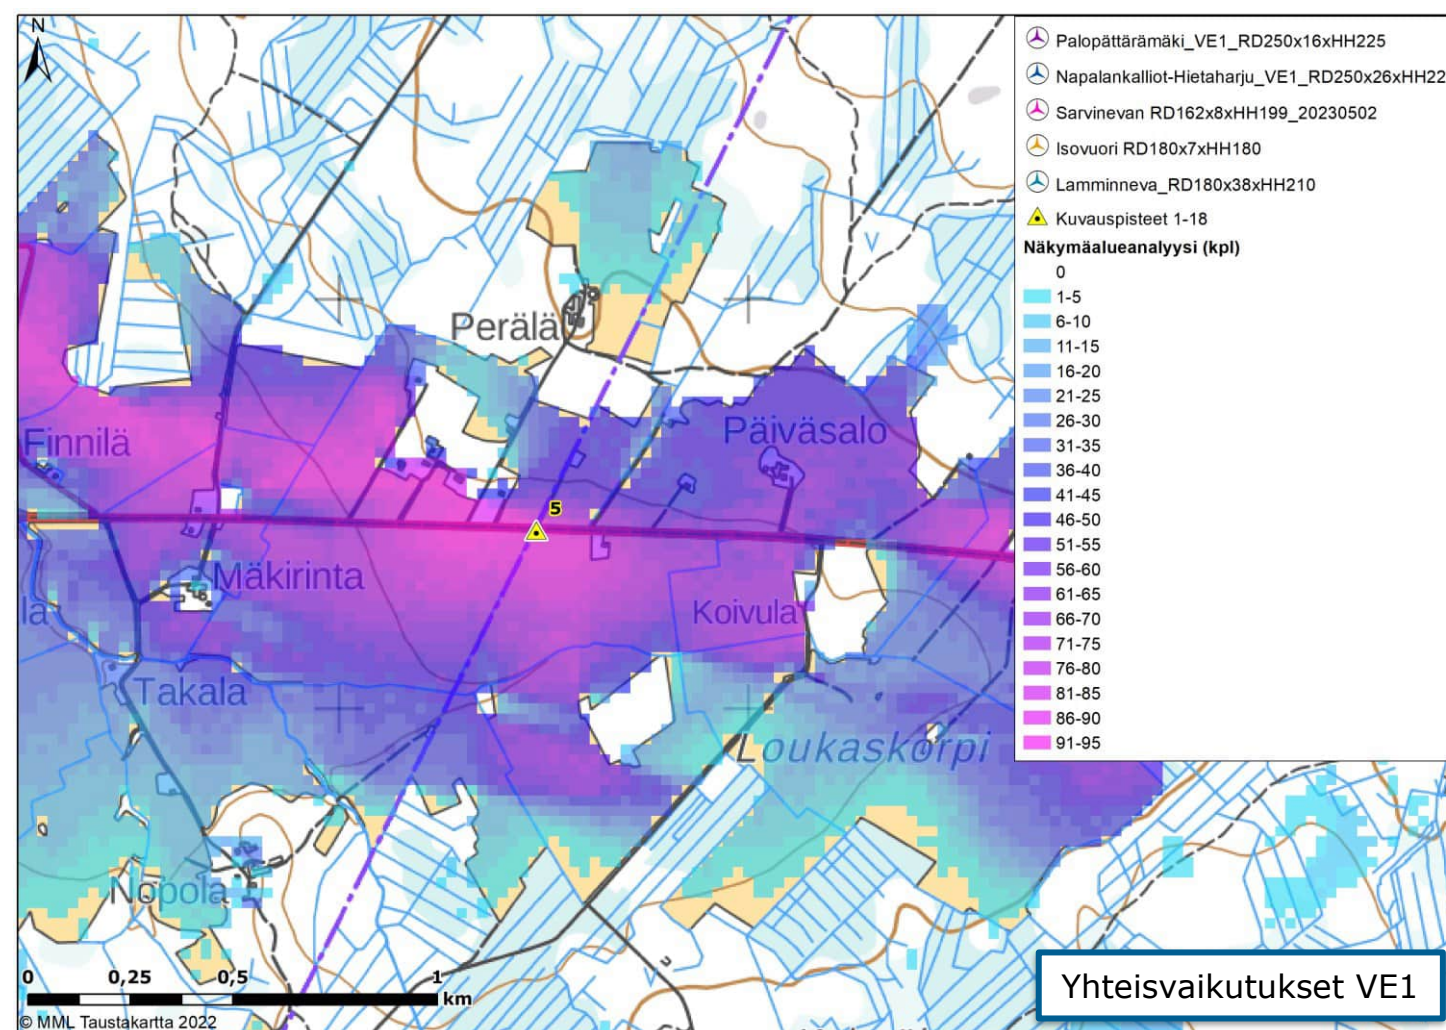 N
Palopättärämäki_VE1_RD250x16xHH225
Napalankalliot-Hietaharju_VE1_RD250x26xHH22
Sarvinevan RD162x8xHH199_20230502
Isovuori RD180x7xHH180
Lamminneva_RD180x38xHH210
Kuvauspisteet 1-18
Näkymäalueanalyysi (kpl)
0
1-5
6-10
11-15
16-20
21-25
26-30
31-35
36-40
41-45
46-50
51-55
56-60
61-65
66-70
71-75
76-80
81-85
86-90
91-95
Perälä
Finnilä
Päiväsalo
5
Mäkirinta
lä
Koivula
Takala
Loukaskorpi
Nopola
0 0,25 0,5 1
km
© MML Taustakartta 2022
Yhteisvaikutukset VE1